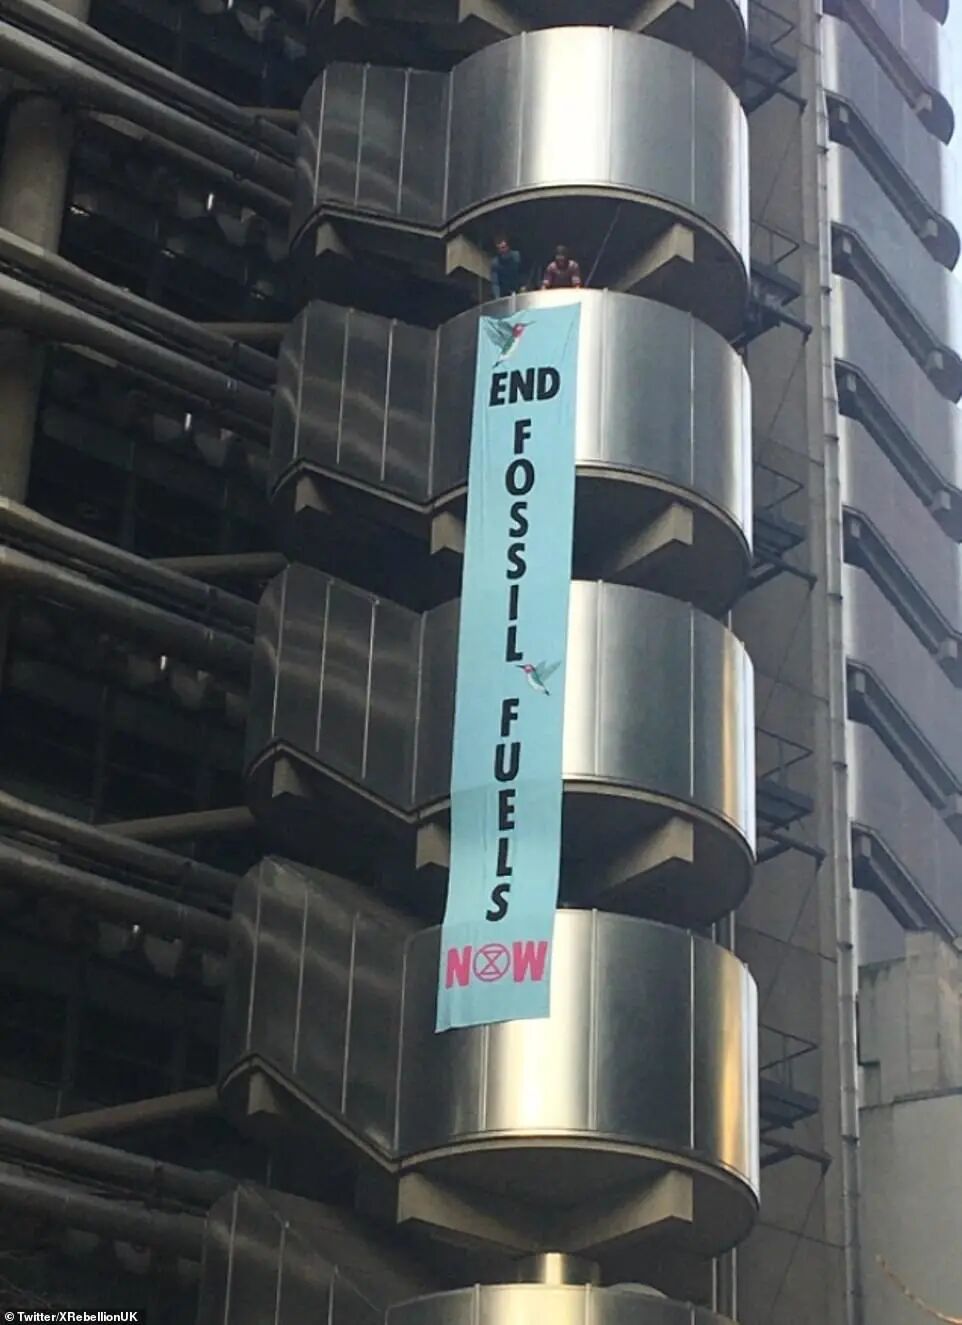 END
FOSSIL
FUELS
NOW
© Twitter/XRebellionUK